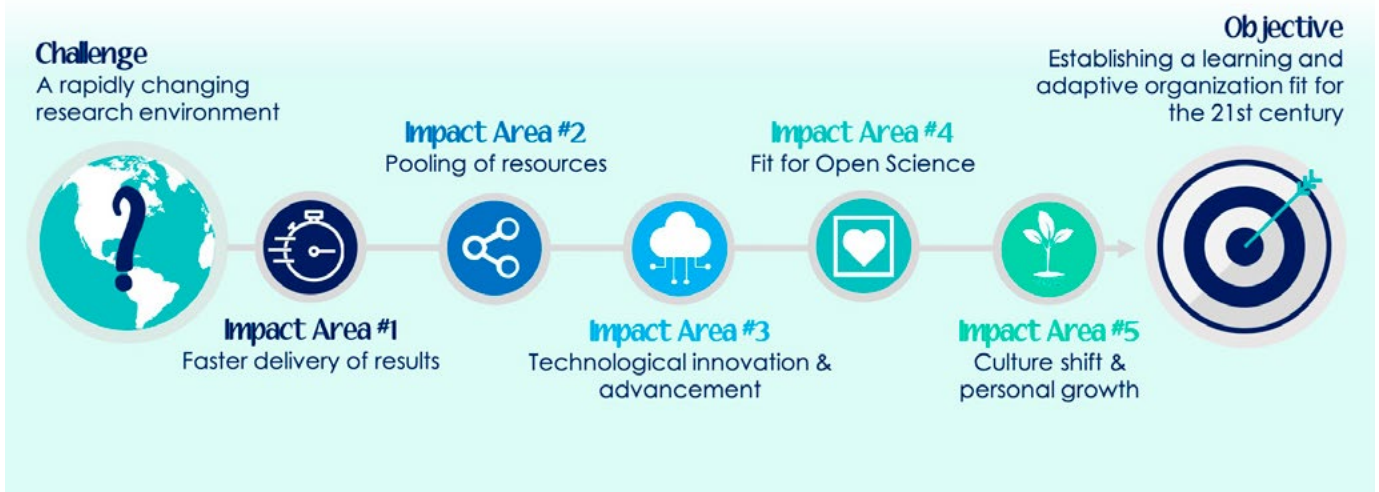 Challenge
A rapidly changing
research environment
Impact Area #1
Faster delivery of results
Impact Area #2
Pooling of resources
Impact Area #3
Technological innovation &
advancement
Impact Area #4
Fit for Open Science
Impact Area #5
Culture shift &
personal growth
Objective
Establishing a learning and
adaptive organization fit for
the 21st century